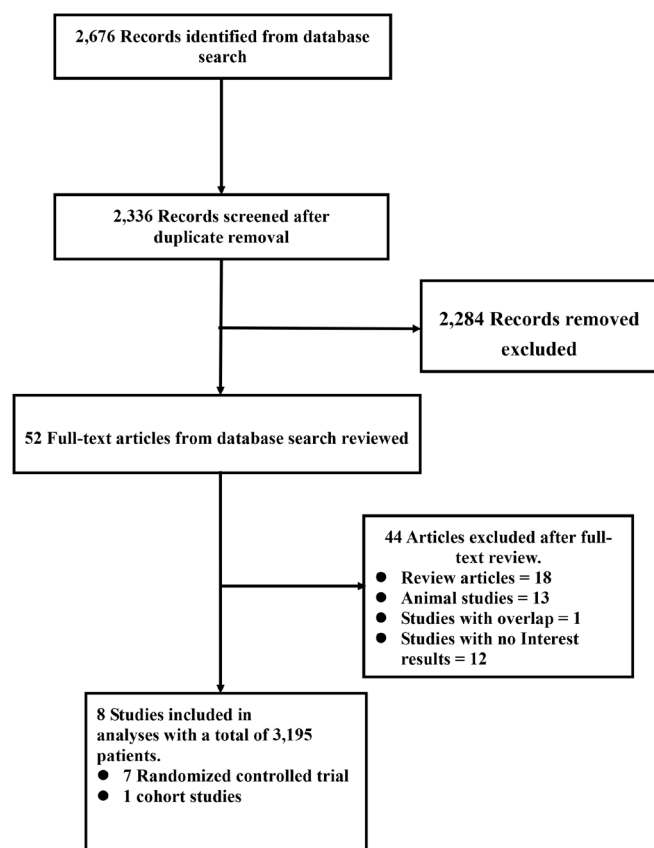 2,676 Records identified from database
search
2,336 Records screened after
duplicate removal
2,284 Records removed
excluded
52 Full-text articles from database search reviewed
44 Articles excluded after full-
text review.
● Review articles = 18
● Animal studies = 13
● Studies with overlap = 1
● Studies with no Interest
results = 12
8 Studies included in
analyses with a total of 3,195
patients.
● 7 Randomized controlled trial
● 1 cohort studies